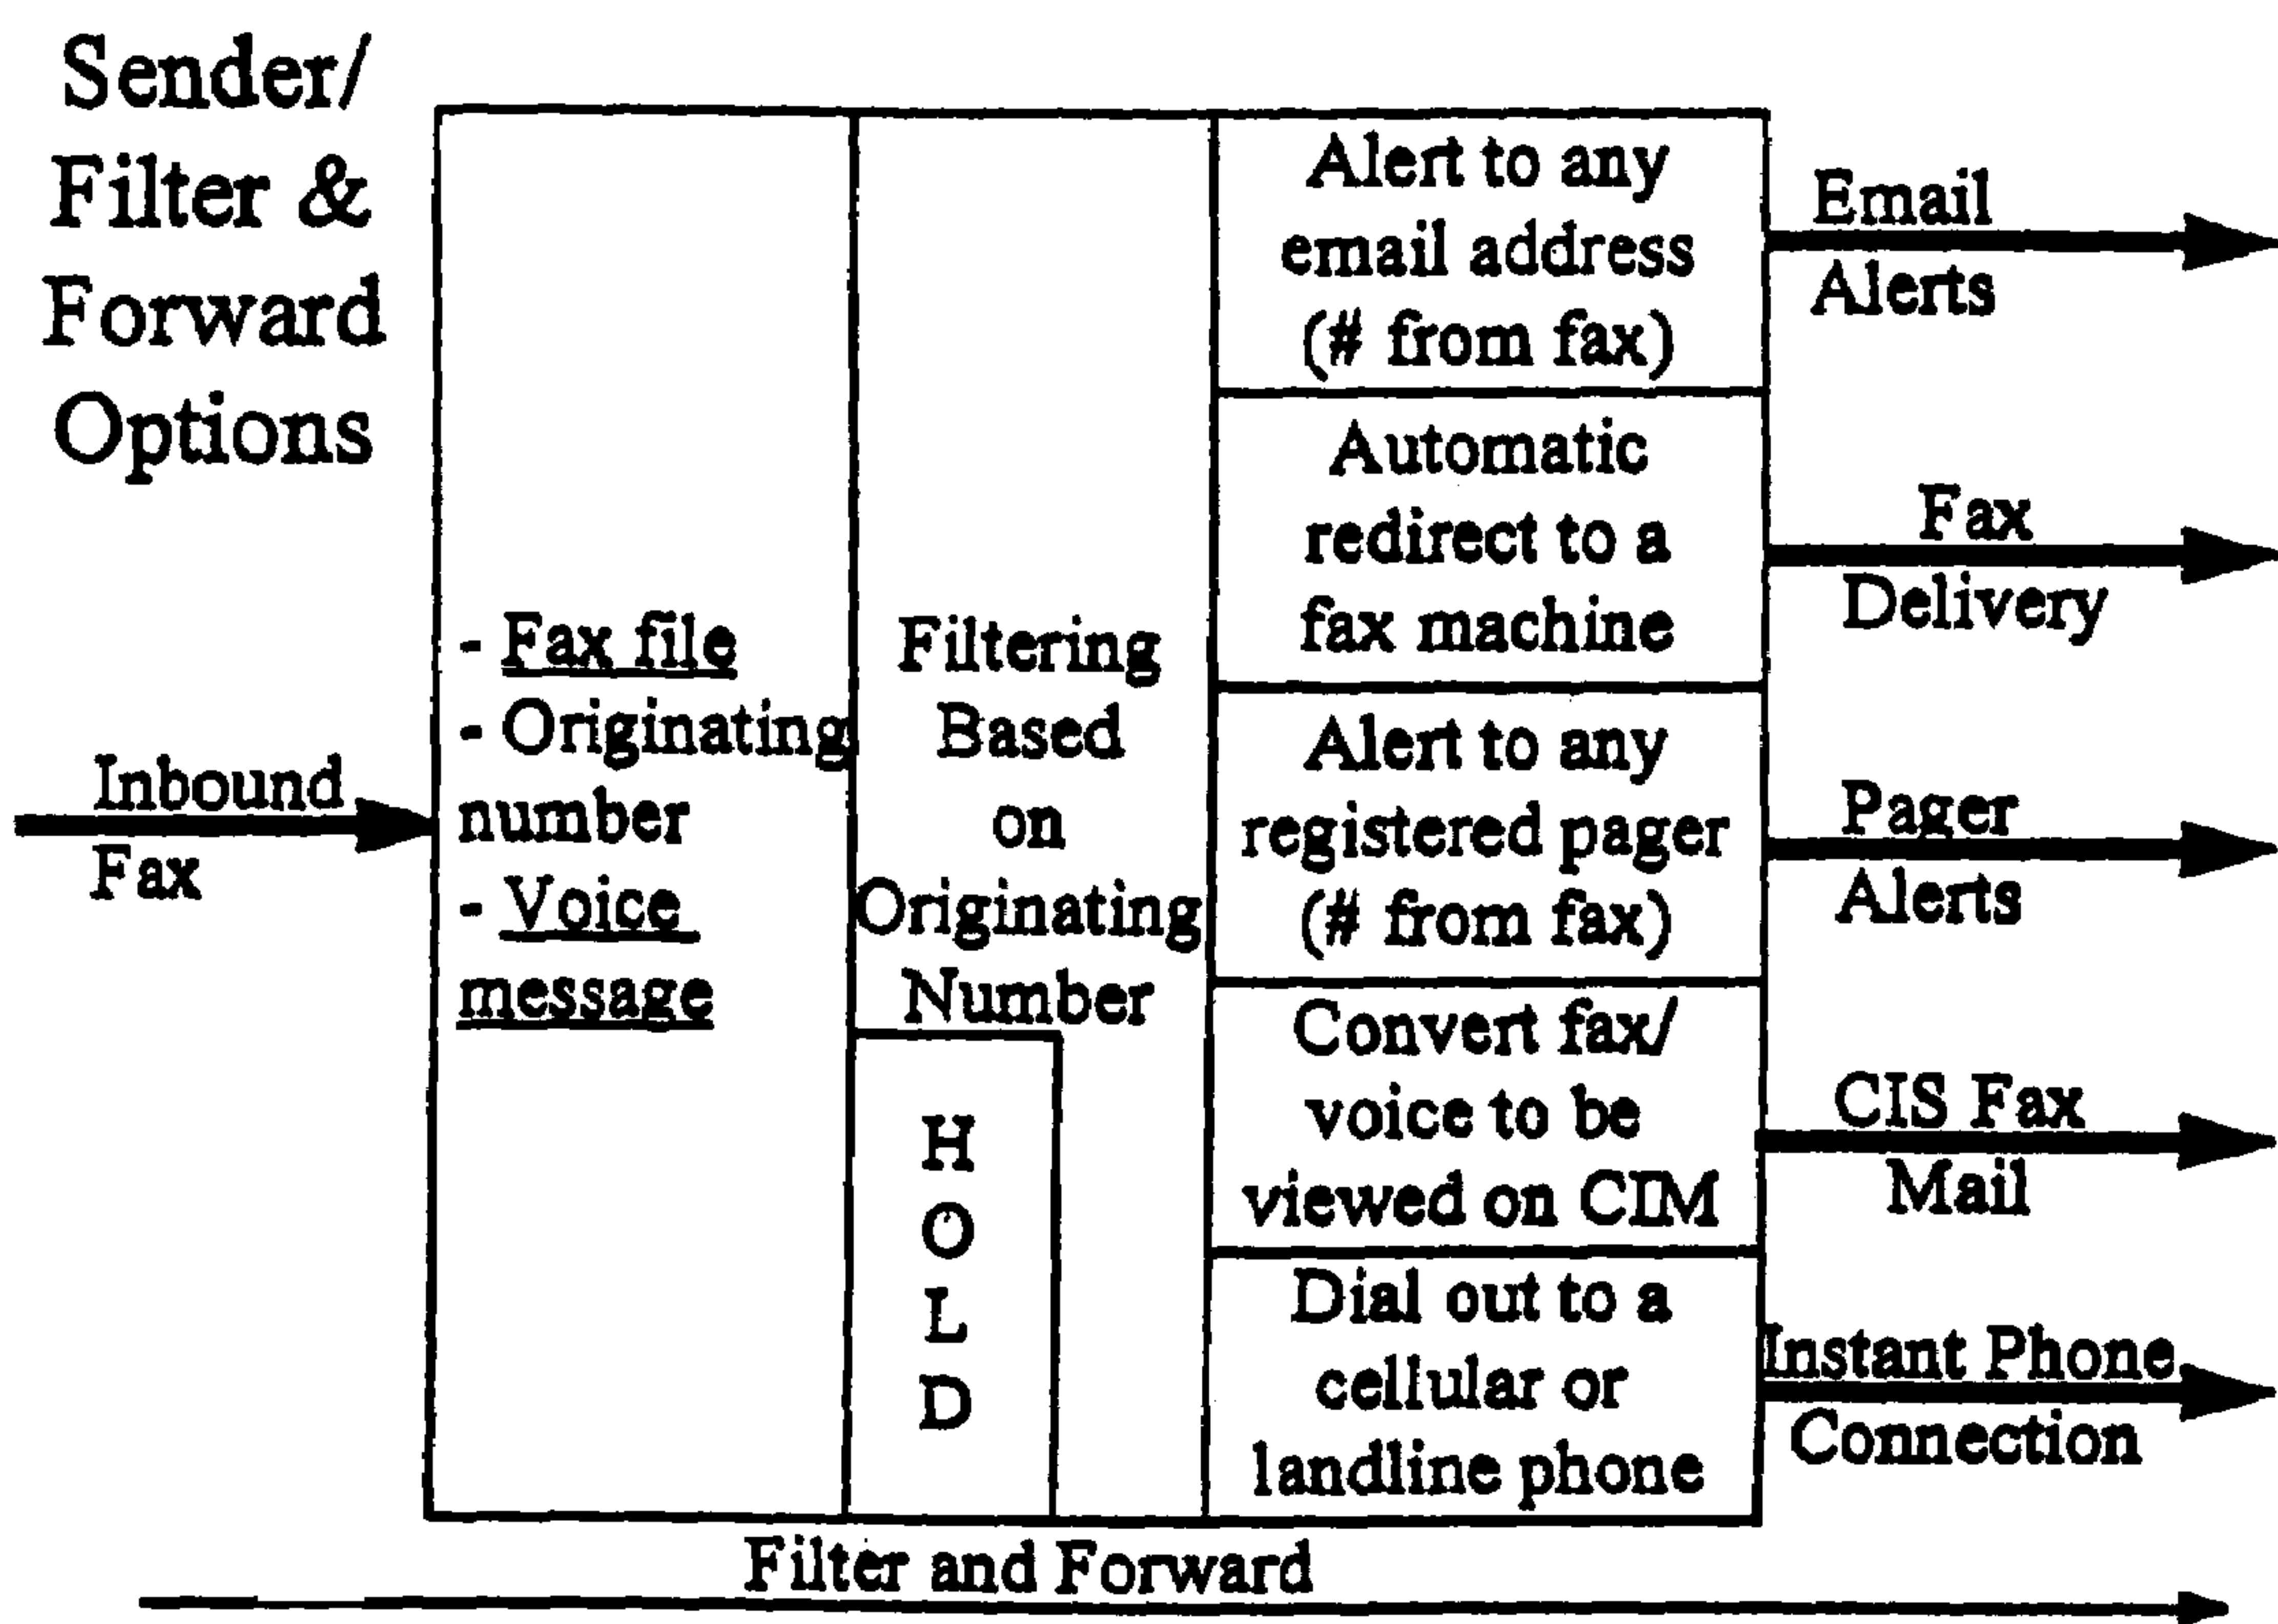 Sender/
Filter &
Forward
Options
Inbound
Fax
- Fax file
- Originating
number
- Voice
message
Filtering
Based
on
Originating
Number
H
O
L
D
Alert to any
email address
(# from fax)
Automatic
redirect to a
fax machine
Alert to any
registered pager
(# from fax)
Convert fax/
voice to be
viewed on CIM
Dial out to a
cellular or
landline phone
Email
Alerts
Fax
Delivery
Pager
Alerts
CIS Fax
Mail
Instant Phone
Connection
Filter and Forward